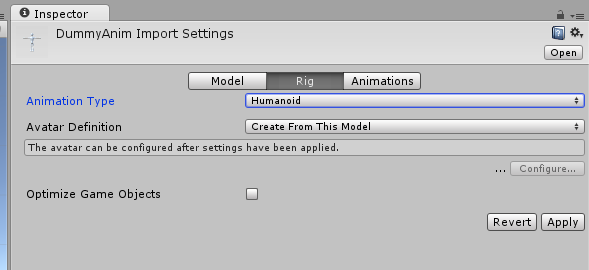 Inspector
DummyAnim Import Settings
Open
Model Rig Animations
Animation Type Humanoid
Avatar Definition Create From This Model
The avatar can be configured after settings have been applied.
... Configure...
Optimize Game Objects
Revert Apply